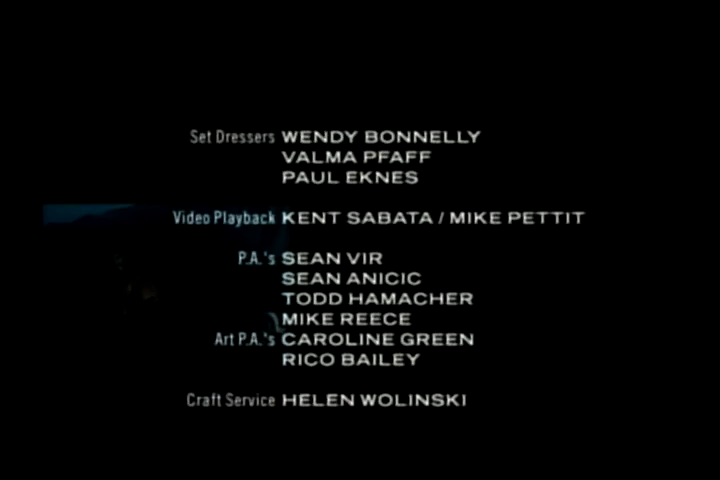 Set Dressers WENDY BONNELLY
VALMA PFAFF
PAUL EKNES
Video Playback KENT SABATA / MIKE PETTIT
P.A.'s SEAN VIR
SEAN ANICIC
TODD HAMACHER
MIKE REECE
Art P.A.'s CAROLINE GREEN
RICO BAILEY
Craft Service HELEN WOLINSKI